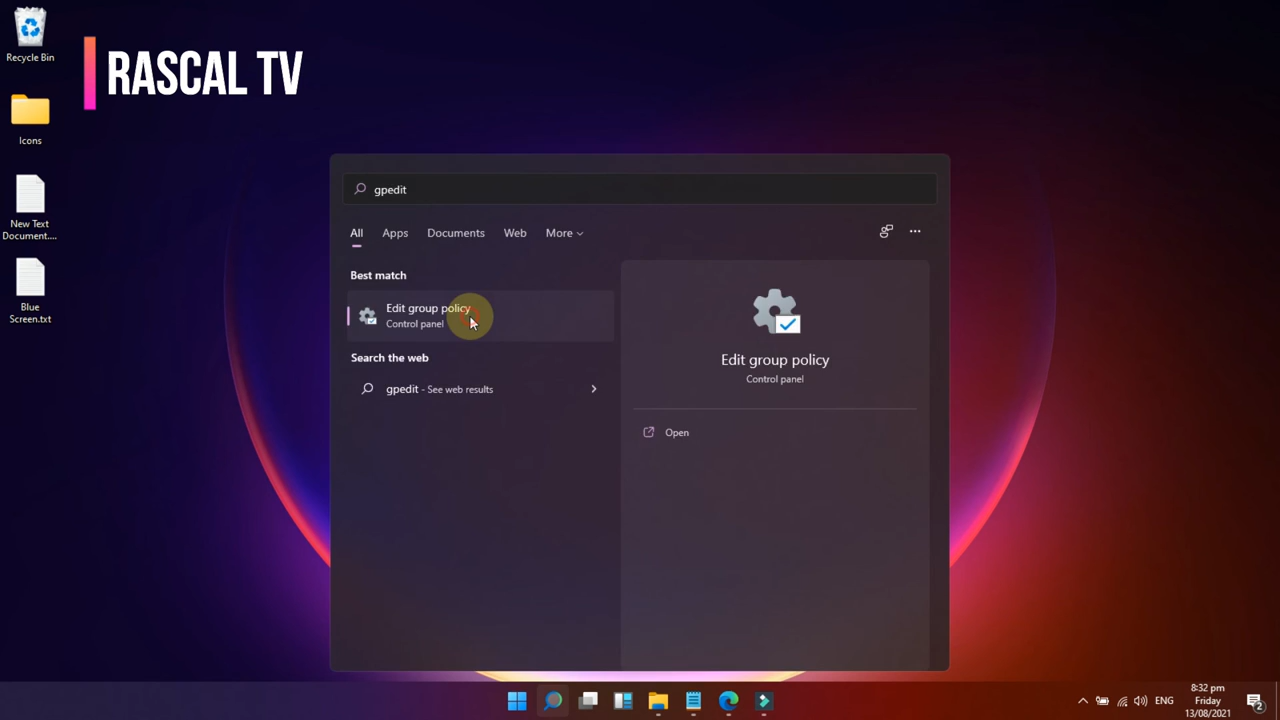 Recycle Bin
RASCAL TV
Icons
New Text
Document....
Blue
Screen.txt
gpedit
All Apps Documents Web More
Best match
Edit group policy
Control panel
Search the web
gpedit - See web results
Edit group policy
Control panel
Open
ENG
8:32 pm
Friday
13/08/2021
2